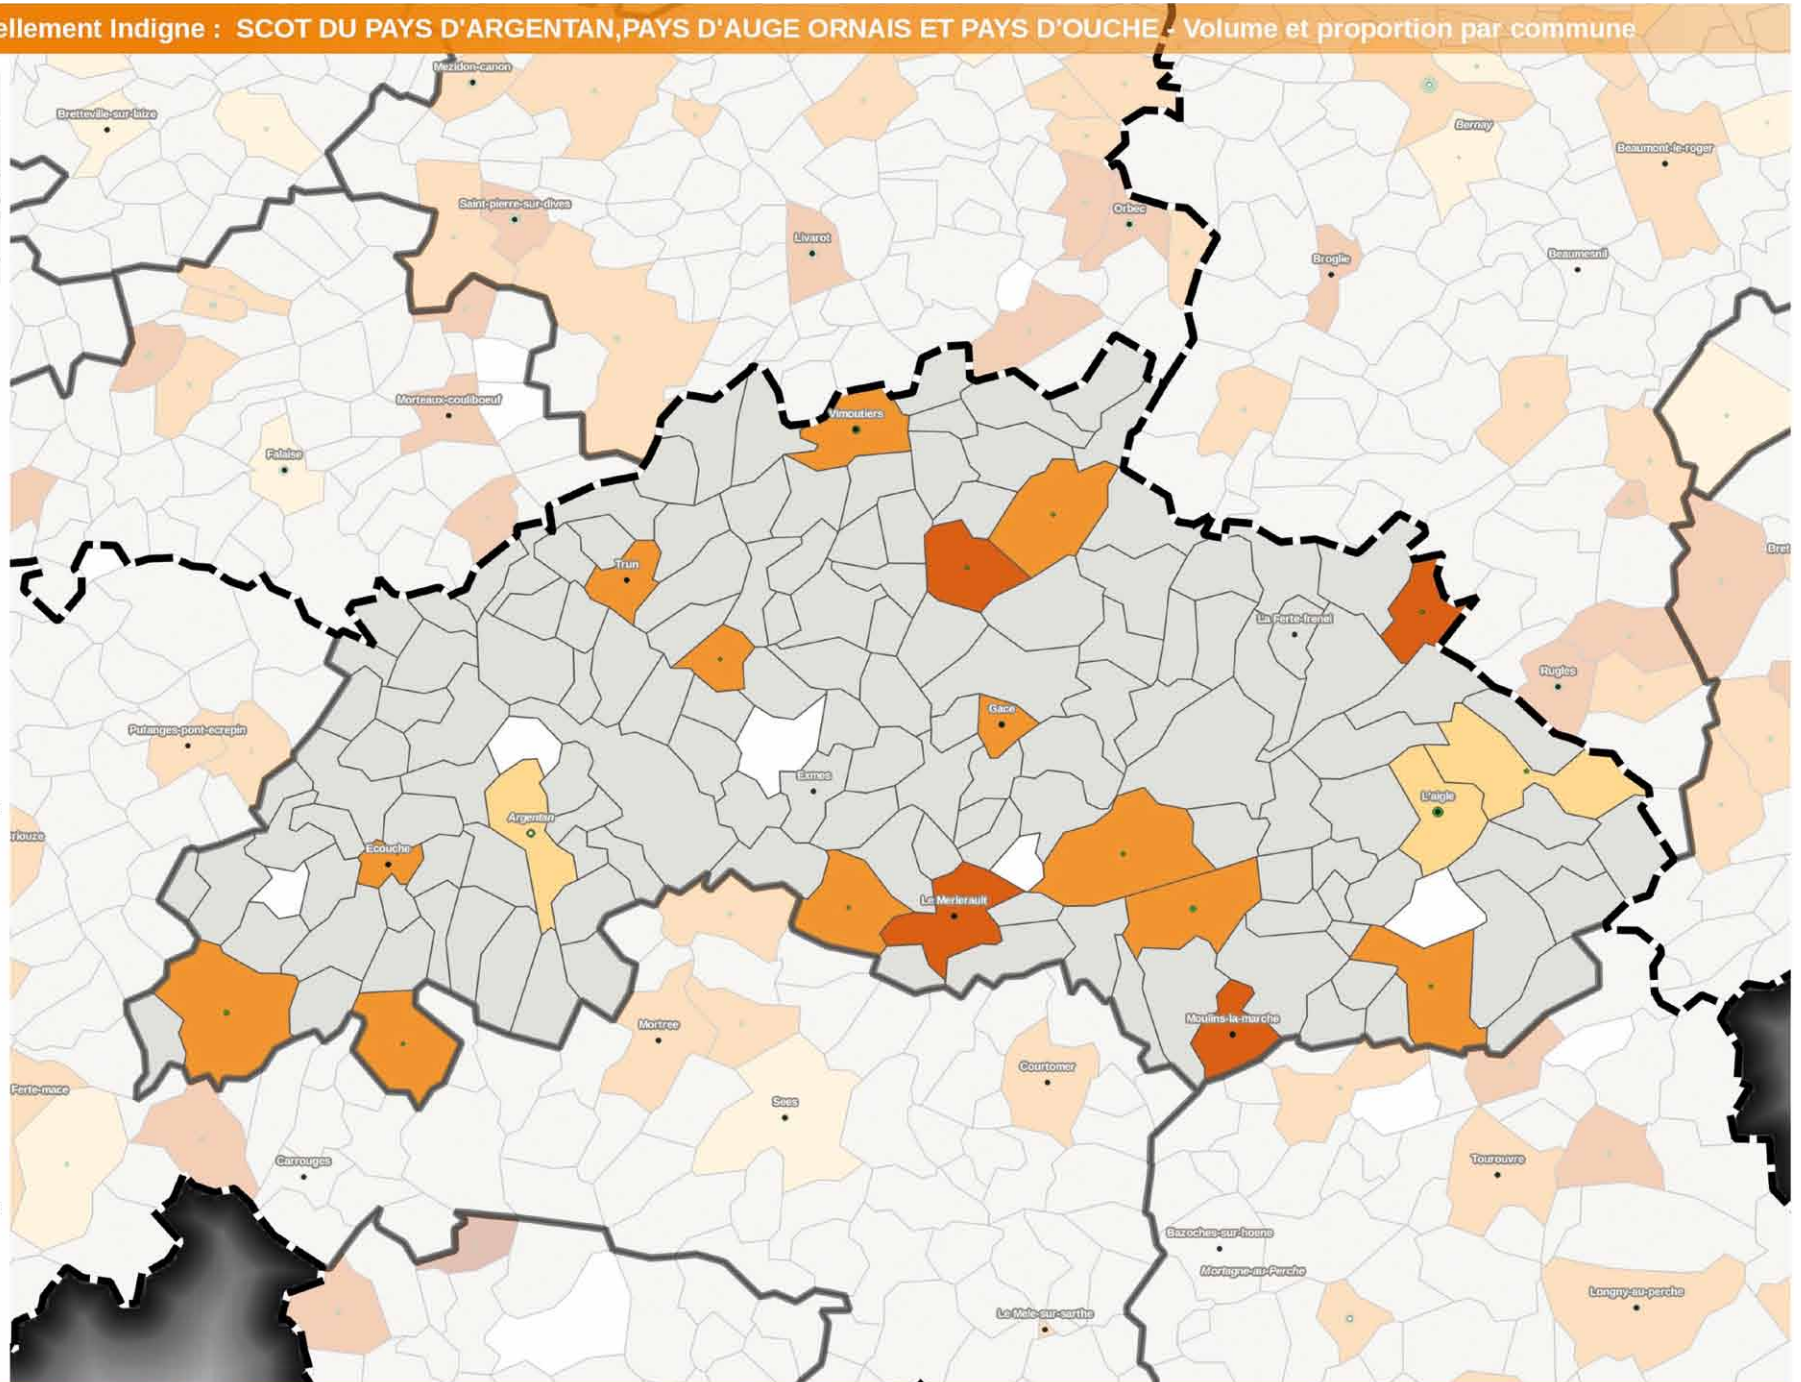 ellement Indigne : SCOT DU PAYS D'ARGENTAN,PAYS D'AUGE ORNAIS ET PAYS D'OUCHE - Volume et proportion par commune
Mezidon-canon
Bretteville-sur-laize
Bernay
Beaumont-le-roger
Saint-pierre-sur-dives
Orbec
Livarot
Beaumesnil
Broglie
Morteaux-couliboeuf
Vimoutiers
Falaise
Bret
Trun
La Ferte-frenel
Rugles
Gace
Putanges-pont-ecrepin
Exmes
L'aigle
Argentan
rlouze
Ecouche
Le Merlerault
Moulins-la-marche
Mortree
Courtomer
Ferte-mace
Sees
Carrouges
Tourouvre
Bazoches-sur-hoene
Mortagne-au-Perche
Longny-au-perche
Le Mele-sur-sarthe